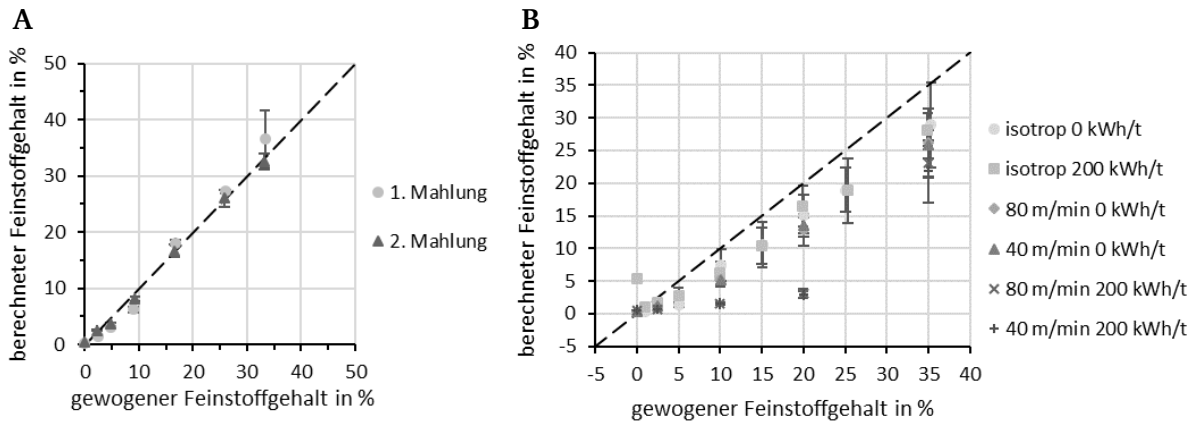 A
berechneter Feinstoffgehalt in %
50
40
30
20
10
0
0 10 20 30 40 50
gewogener Feinstoffgehalt in %
1. Mahlung
2. Mahlung
B
berechneter Feinstoffgehalt in %
40
35
30
25
20
15
10
5
0
-5
-5 0 5 10 15 20 25 30 35 40
gewogener Feinstoffgehalt in %
isotrop 0 kWh/t
isotrop 200 kWh/t
80 m/min 0 kWh/t
40 m/min 0 kWh/t
80 m/min 200 kWh/t
40 m/min 200 kWh/t